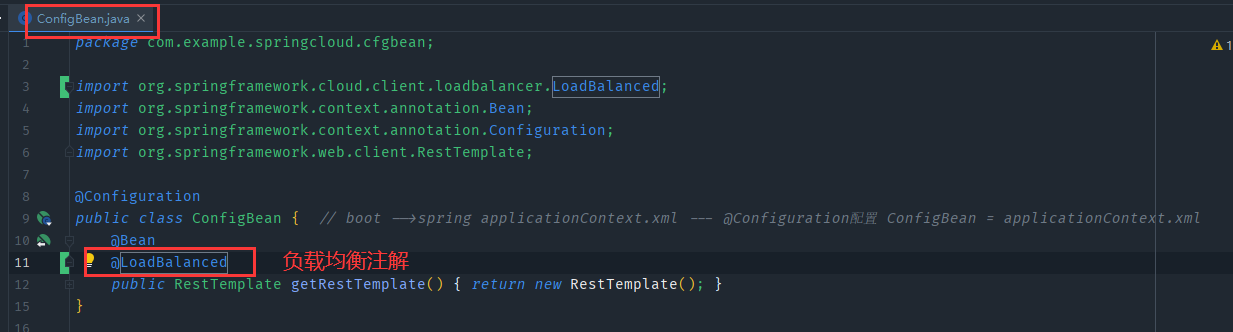 ConfigBean.java ×
1 package com.example.springcloud.cfgbean;
1
2
3 import org.springframework.cloud.client.loadbalancer.LoadBalanced;
4 import org.springframework.context.annotation.Bean;
5 import org.springframework.context.annotation.Configuration;
6 import org.springframework.web.client.RestTemplate;
7
8 @Configuration
9 public class ConfigBean { // boot -->spring applicationContext.xml --- @Configuration配置 ConfigBean = applicationContext.xml
10 @Bean
11 @LoadBalanced 负载均衡注解
12 public RestTemplate getRestTemplate() { return new RestTemplate(); }
15 }
16